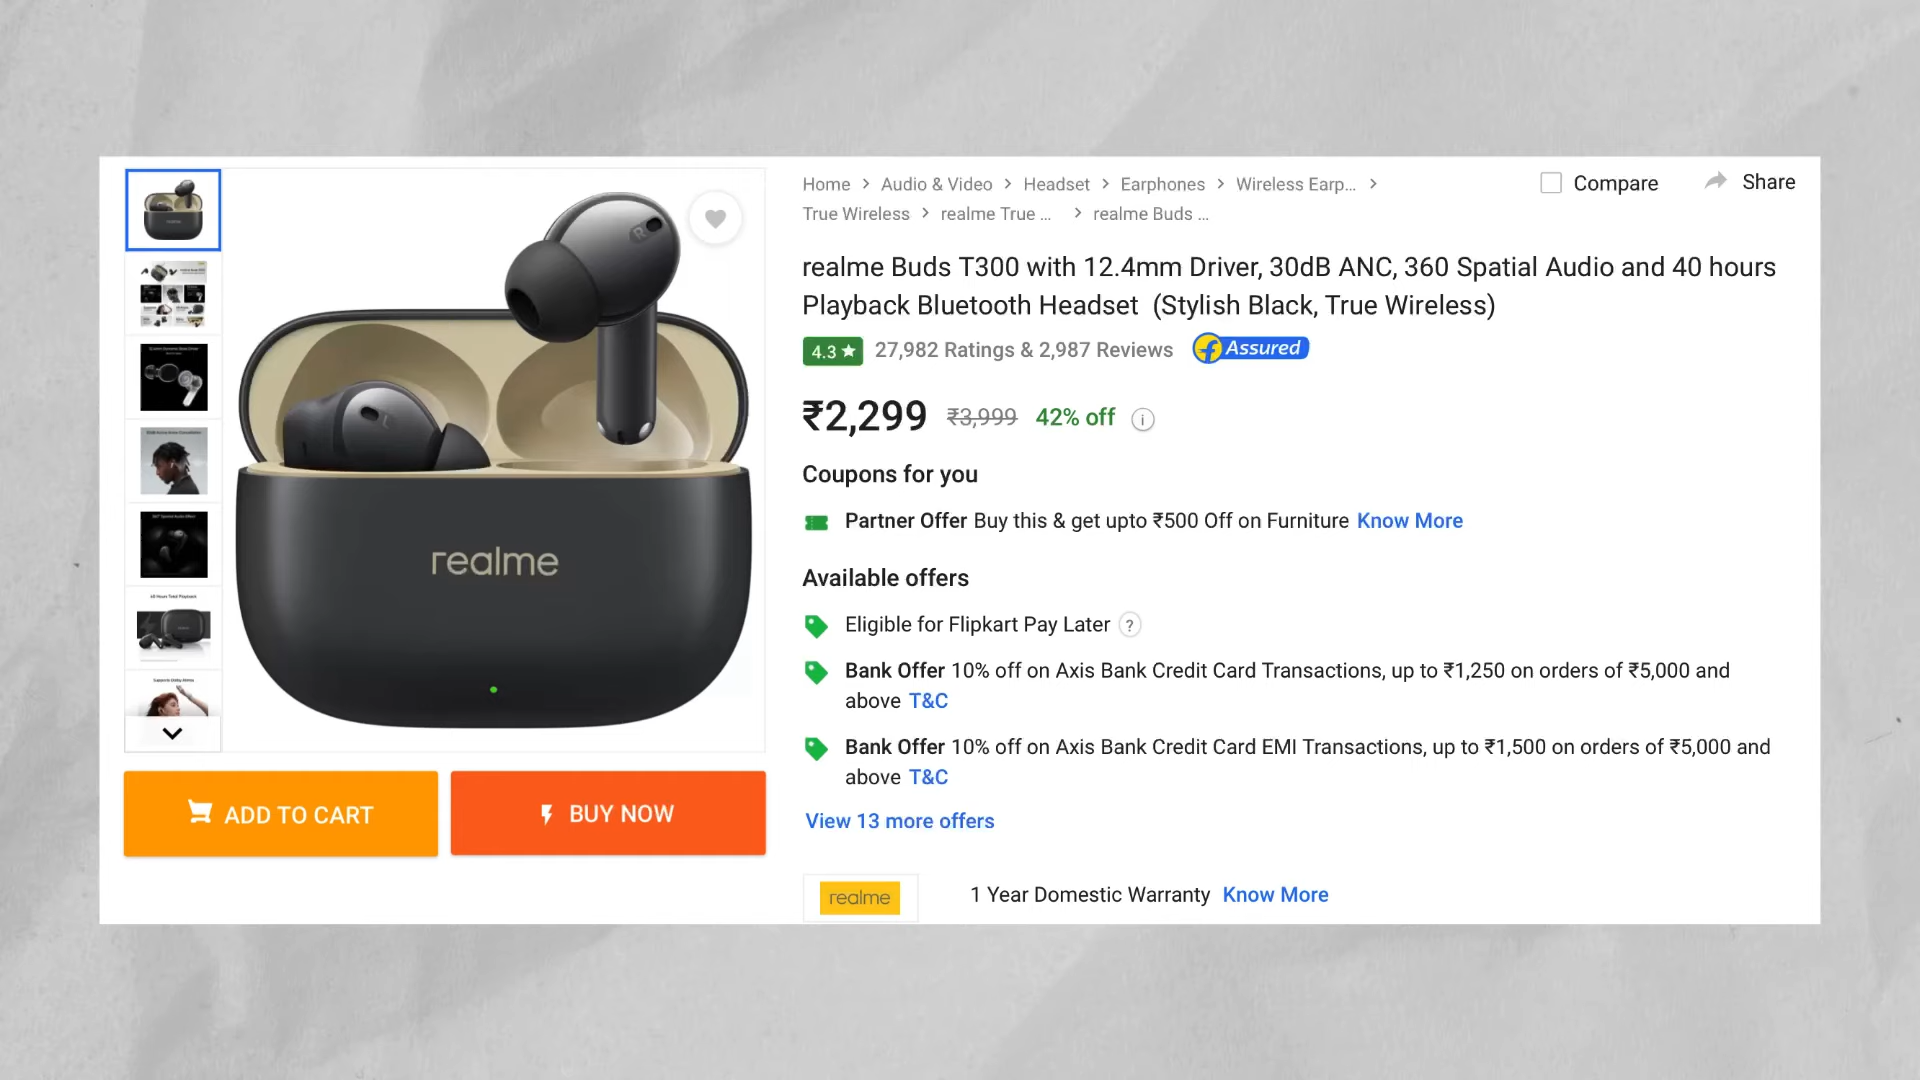 Home > Audio & Video > Headset > Earphones > Wireless Earp... >
True Wireless > realme True ... > realme Buds ...
Compare
Share
realme Buds T300 with 12.4mm Driver, 30dB ANC, 360 Spatial Audio and 40 hours
Playback Bluetooth Headset (Stylish Black, True Wireless)
4.3★ 27,982 Ratings & 2,987 Reviews Assured
₹2,299 ₹3,999 42% off
Coupons for you
Partner Offer Buy this & get upto ₹500 Off on Furniture Know More
Available offers
Eligible for Flipkart Pay Later ?
Bank Offer 10% off on Axis Bank Credit Card Transactions, up to ₹1,250 on orders of ₹5,000 and
above T&C
Bank Offer 10% off on Axis Bank Credit Card EMI Transactions, up to ₹1,500 on orders of ₹5,000 and
above T&C
View 13 more offers
realme
1 Year Domestic Warranty Know More
R
L
realme
40 Hours Total Playback
ADD TO CART
BUY NOW